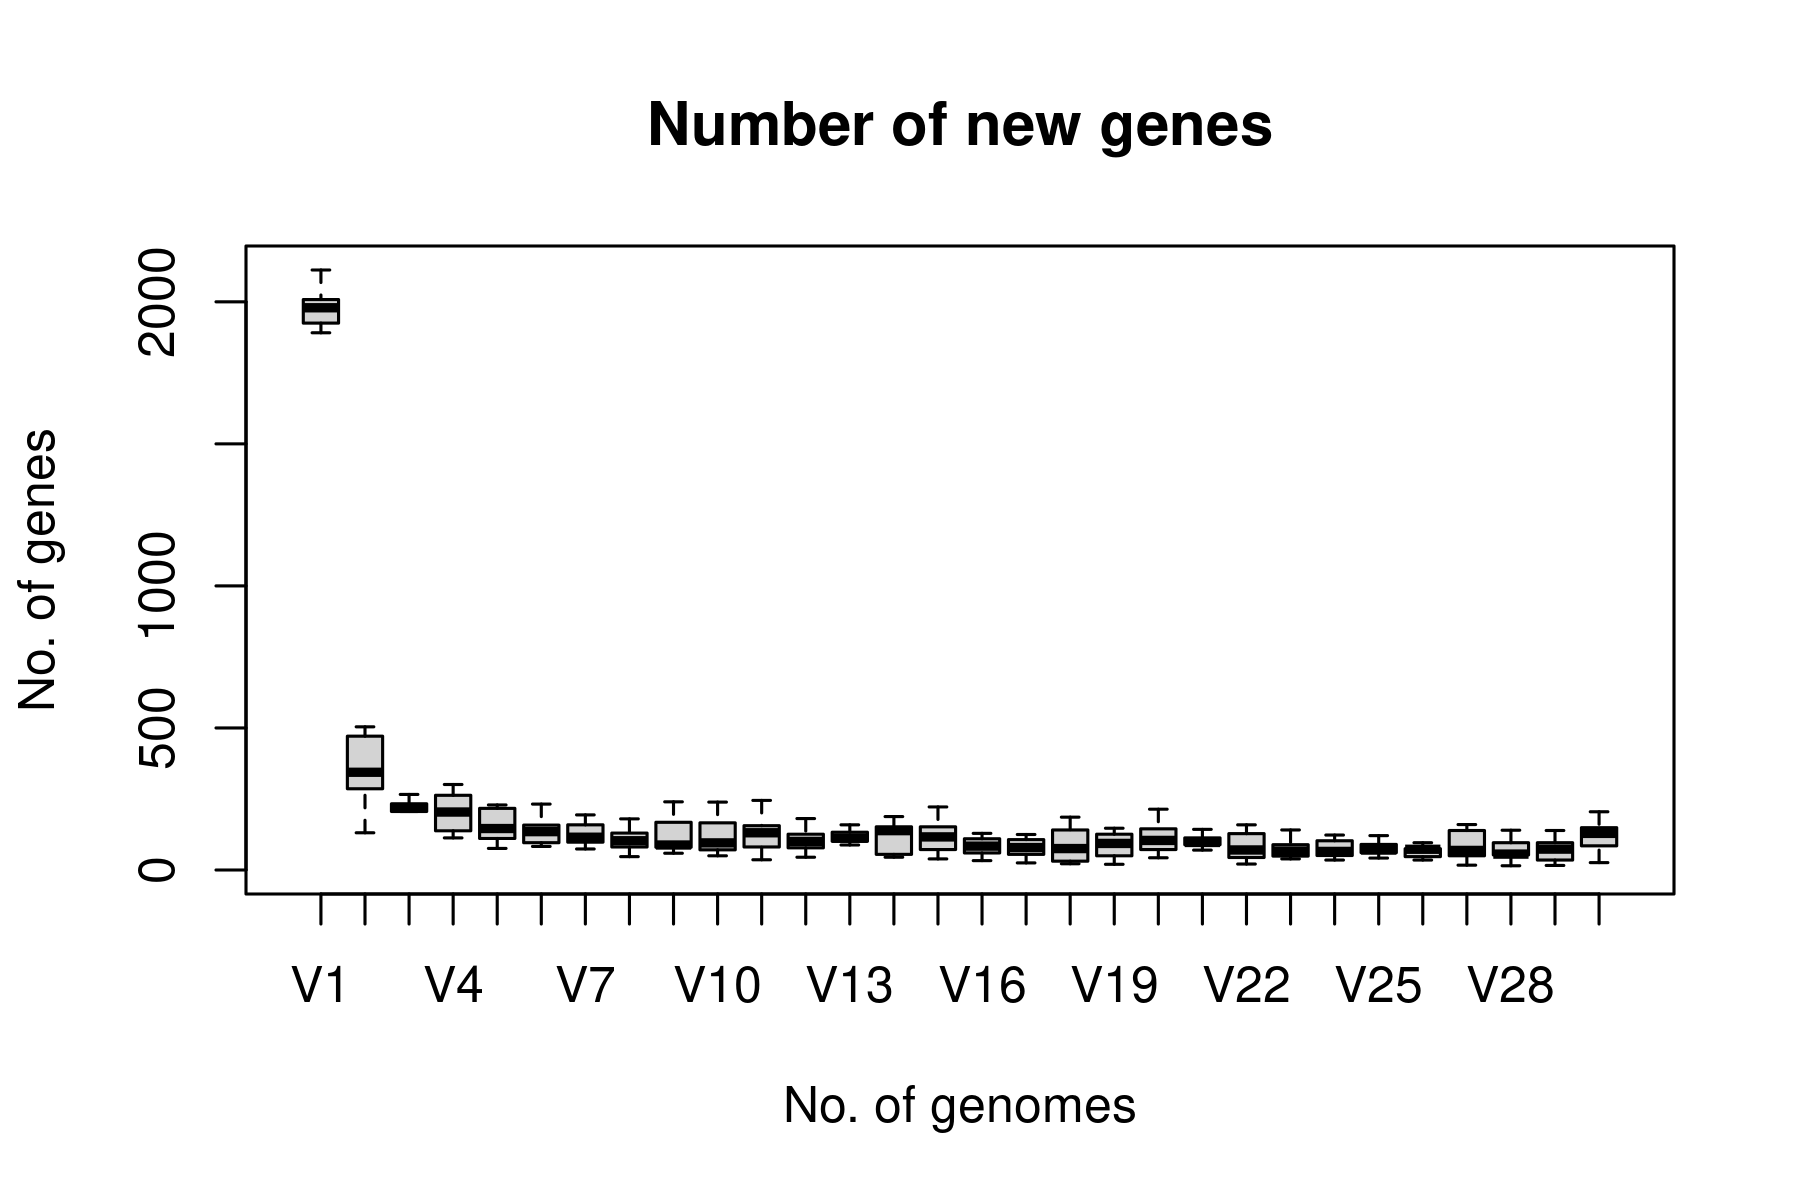 Number of new genes
No. of genes
2000
1000
500
0
V1 V4 V7 V10 V13 V16 V19 V22 V25 V28
No. of genomes